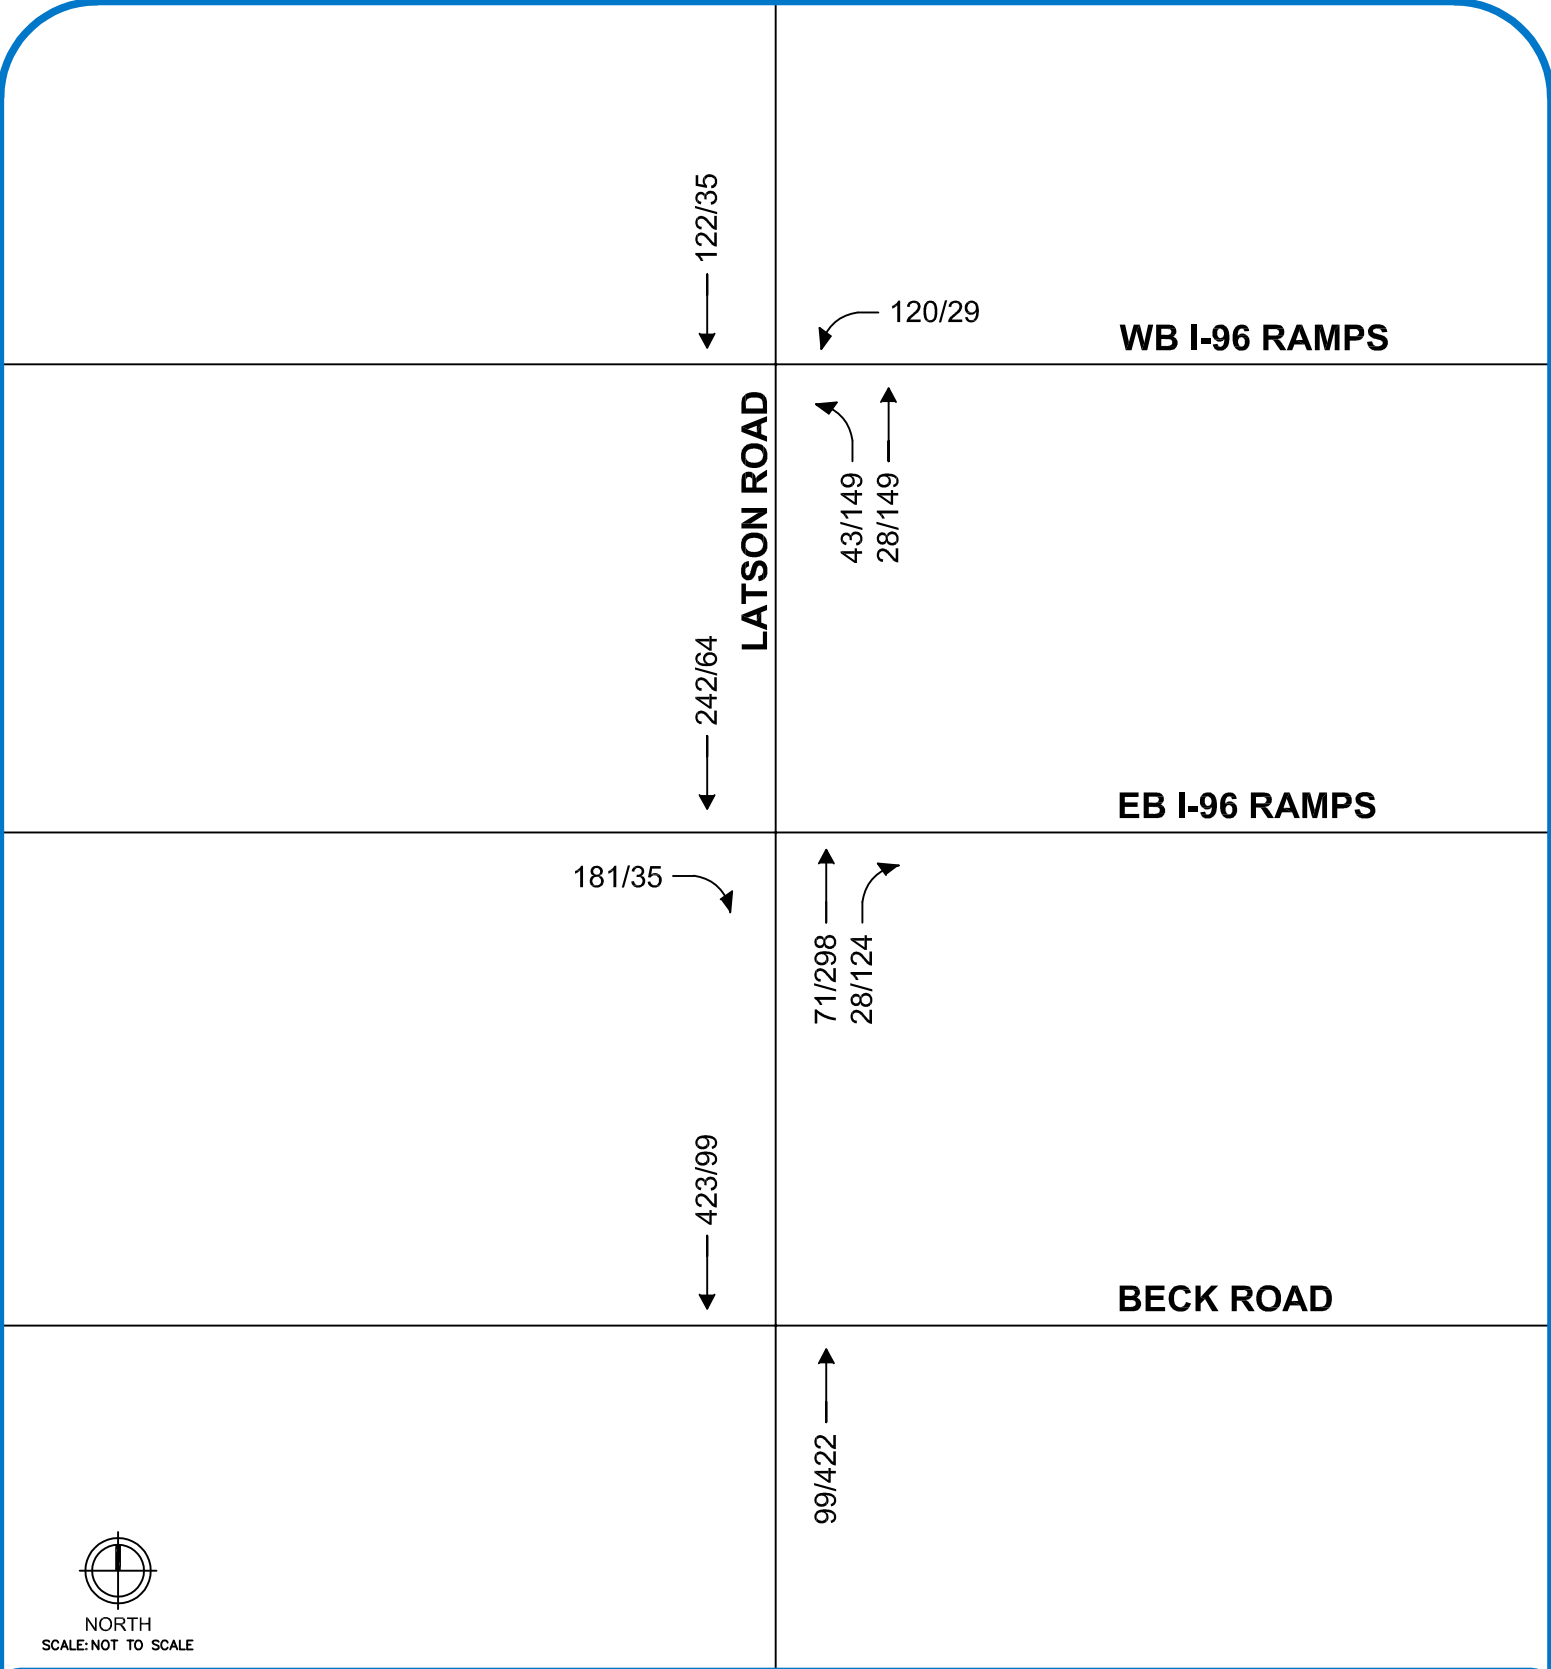 122/35
120/29
WB I-96 RAMPS
LATSON ROAD
43/149
28/149
242/64
EB I-96 RAMPS
181/35
71/298
28/124
423/99
BECK ROAD
99/422
NORTH
SCALE: NOT TO SCALE